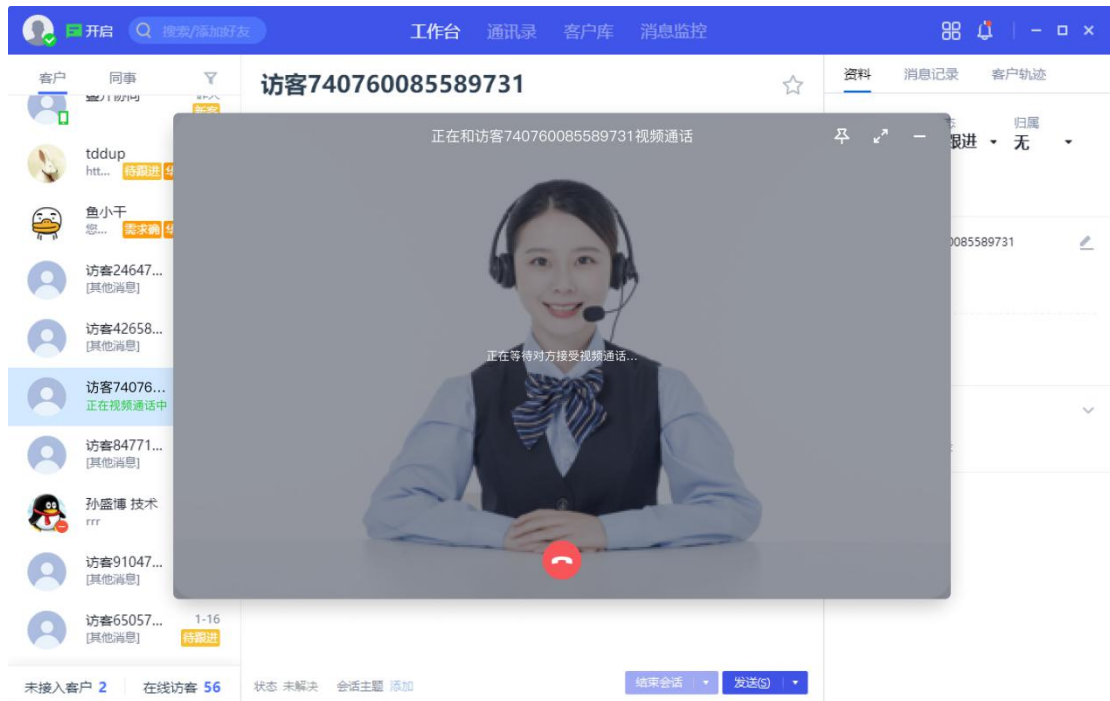 开启 搜索/添加好友 工作台 通讯录 客户库 消息监控
客户 同事
访客740760085589731
资料 消息记录 客户轨迹
新客
正在和访客740760085589731视频通话
归属
跟进 无
tddup
htt... 待跟进
鱼小干
您... 需求确
0085589731
访客24647...
[其他消息]
访客42658...
[其他消息]
正在等待对方接受视频通话...
访客74076...
正在视频通话中
访客84771...
[其他消息]
孙盛博 技术
rrr
访客91047...
[其他消息]
访客65057... 1-16
[其他消息] 待跟进
未接入客户 2 在线访客 56
状态 未解决 会话主题 添加 结束会话 发送(S)